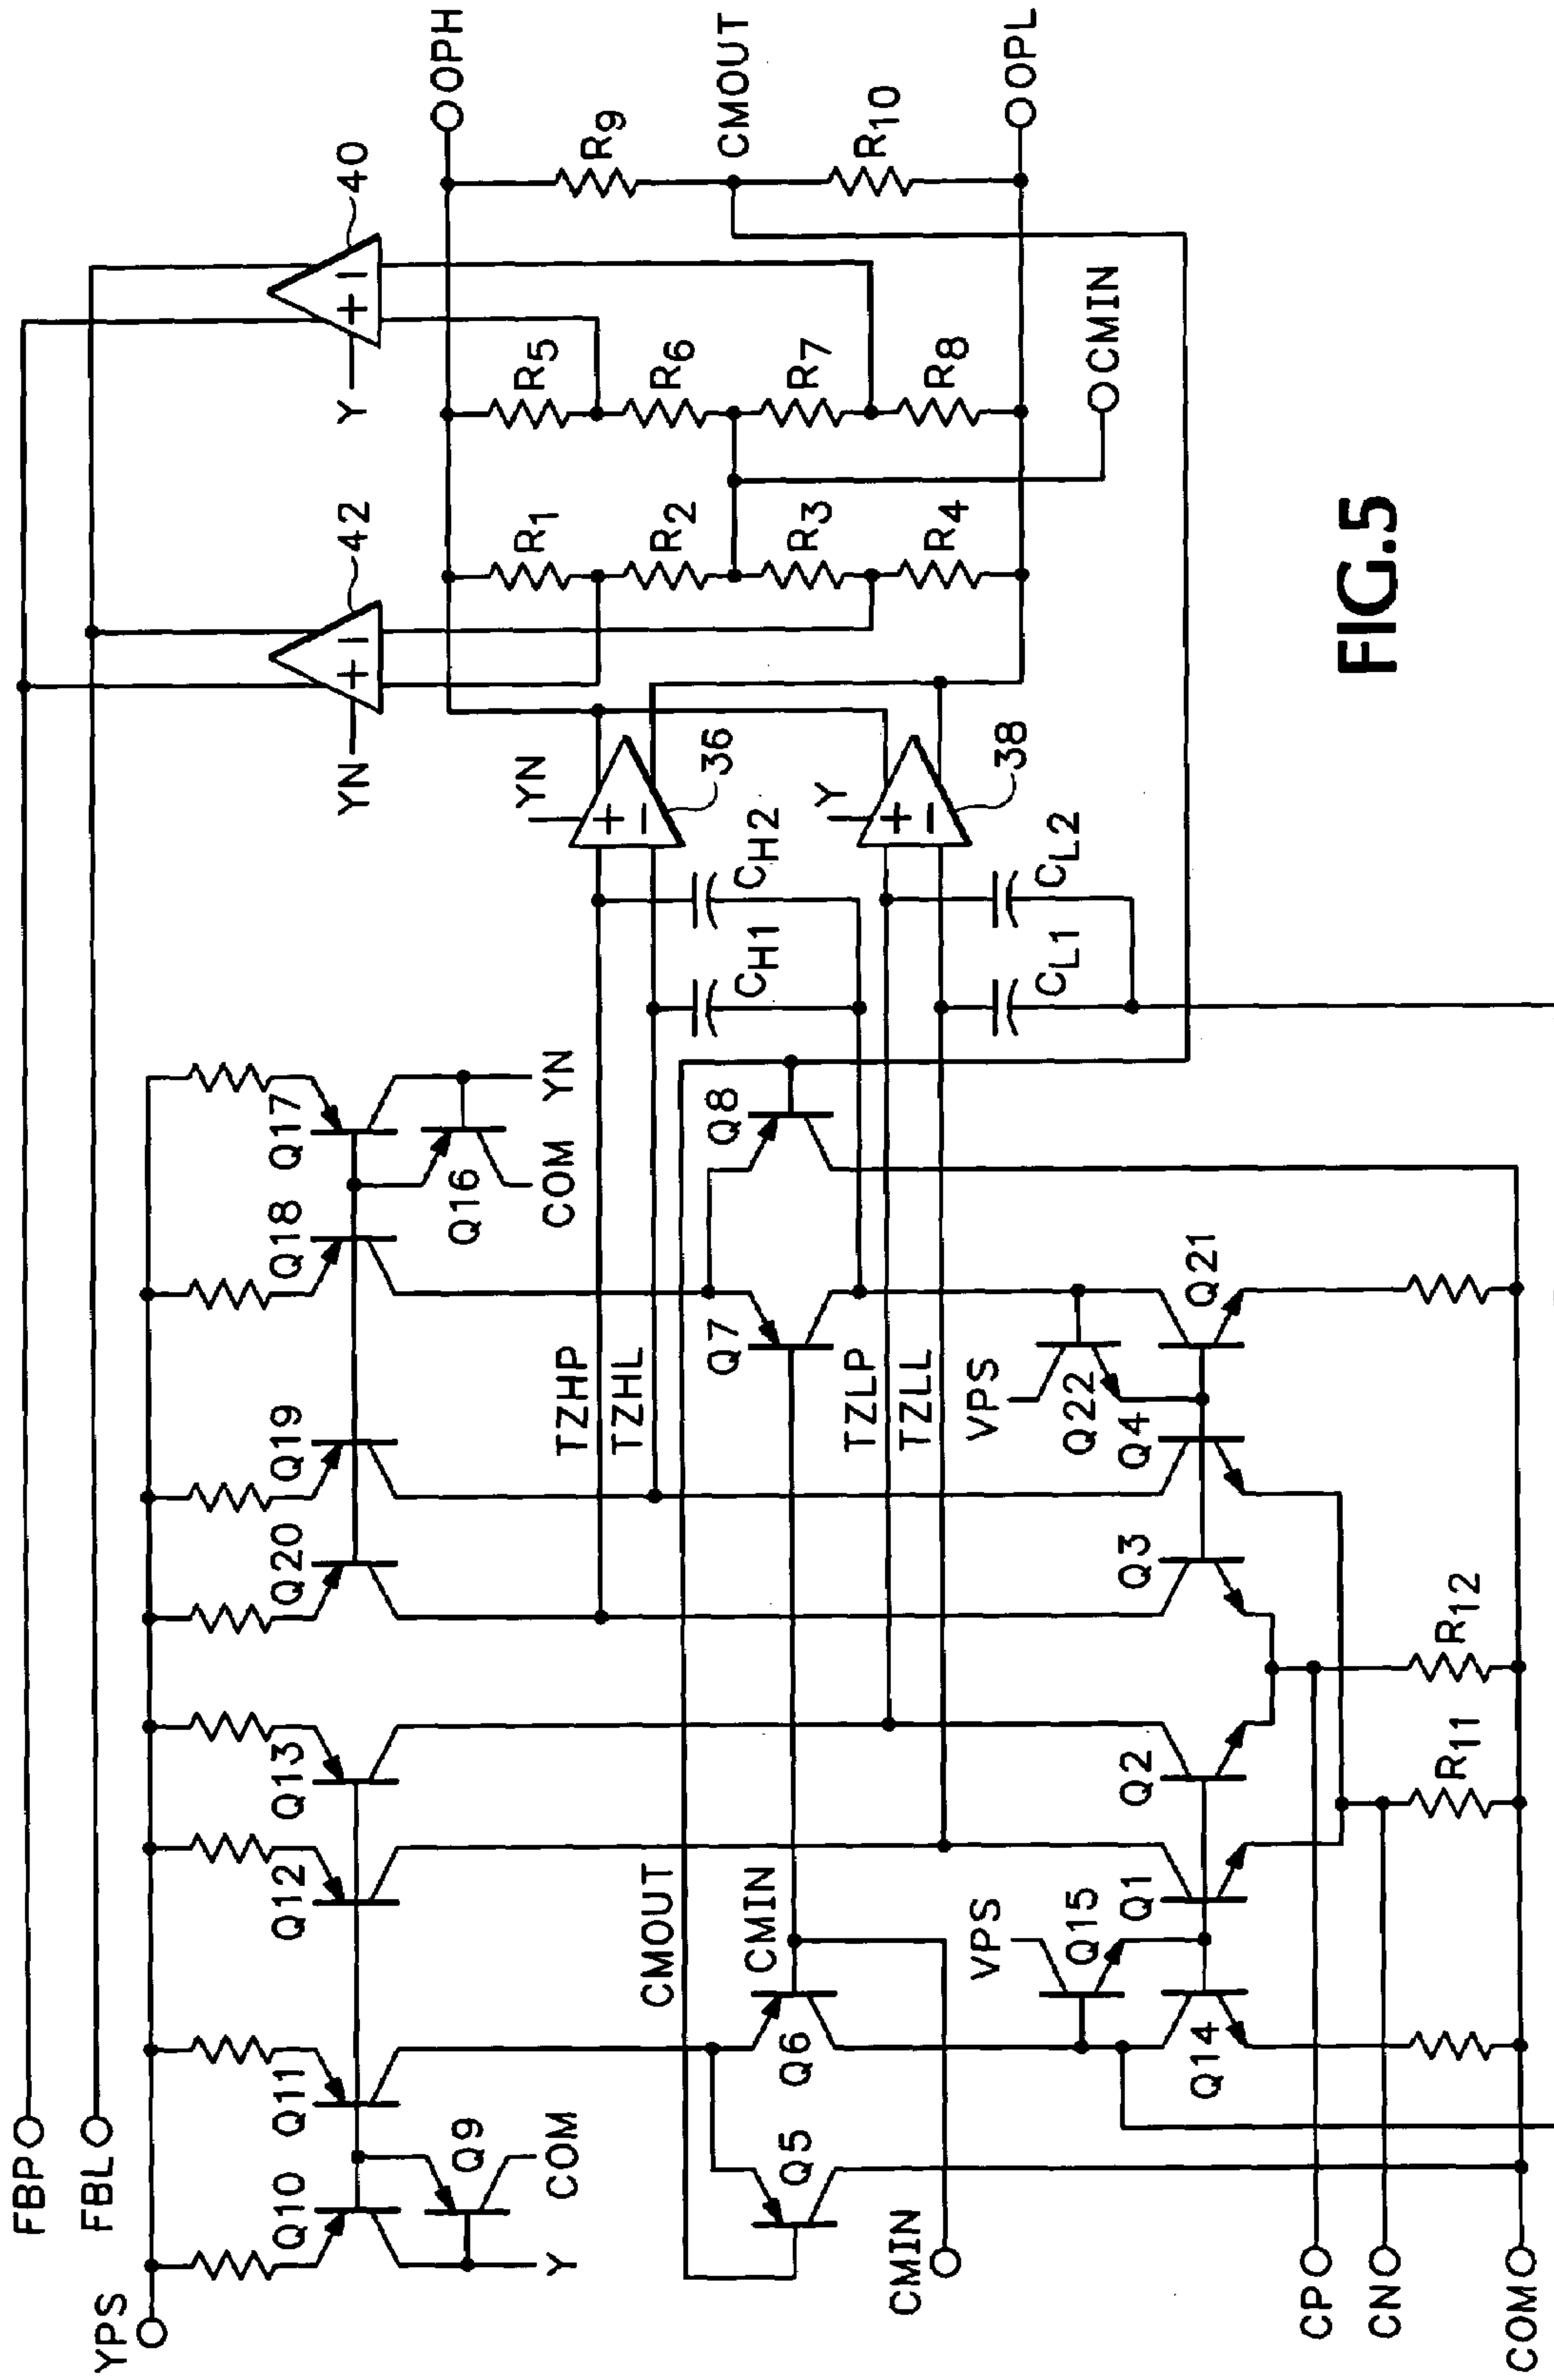 FBP
FBL
YPS
Q10
Q9
Y
COM
Q11
Q12
Q13
Q20
Q19
Q18
Q17
Q16
COM
YN
YN
42
Y
40
OPH
R1
R2
R3
R4
R5
R6
R7
R8
R9
R10
CMOUT
OPL
CMIN
TZHP
TZHL
TZLP
TZLL
YN
+
−
36
Y
+
−
38
CH1
CH2
CL1
CL2
CMOUT
CMIN
CMIN
Q5
Q6
Q7
Q8
VPS
Q15
Q14
Q1
Q2
Q3
Q4
VPS
Q22
Q21
R11
R12
CP
CN
COM
FIG.5